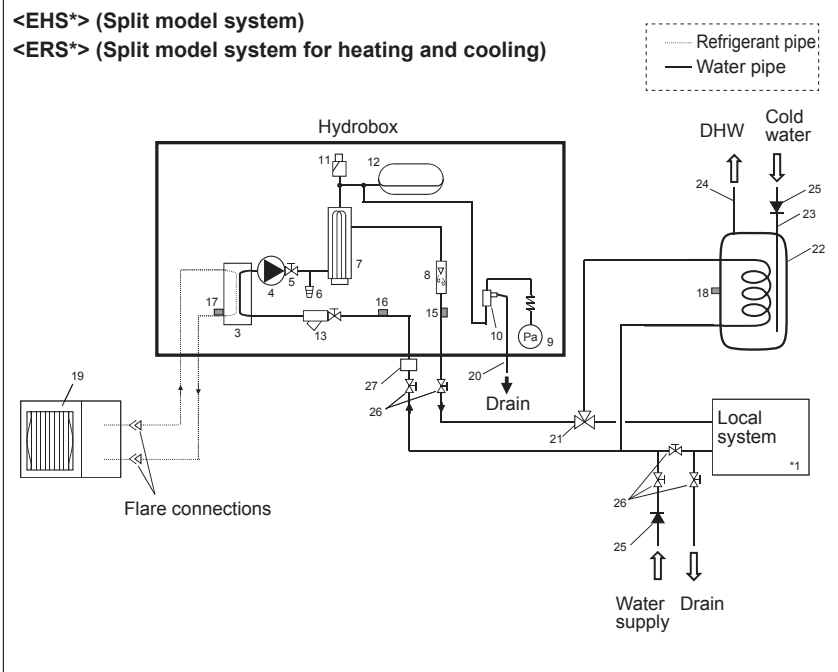 <EHS*> (Split model system)
<ERS*> (Split model system for heating and cooling)
Refrigerant pipe
Water pipe
Hydrobox
DHW
Cold
water
11
12
24
25
23
22
7
8
5
4
6
18
17
16
15
3
13
10
Pa
9
19
27
20
26
Drain
21
Local
system
*1
Flare connections
26
25
Water
supply
Drain